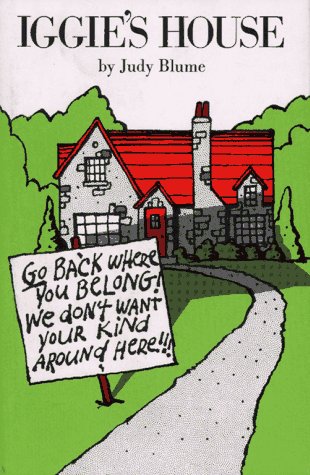 IGGIE'S HOUSE
by Judy Blume
GO BACK WHERE
YOU BELONG!
WE DON'T WANT
YOUR KIND
AROUND HERE!!!